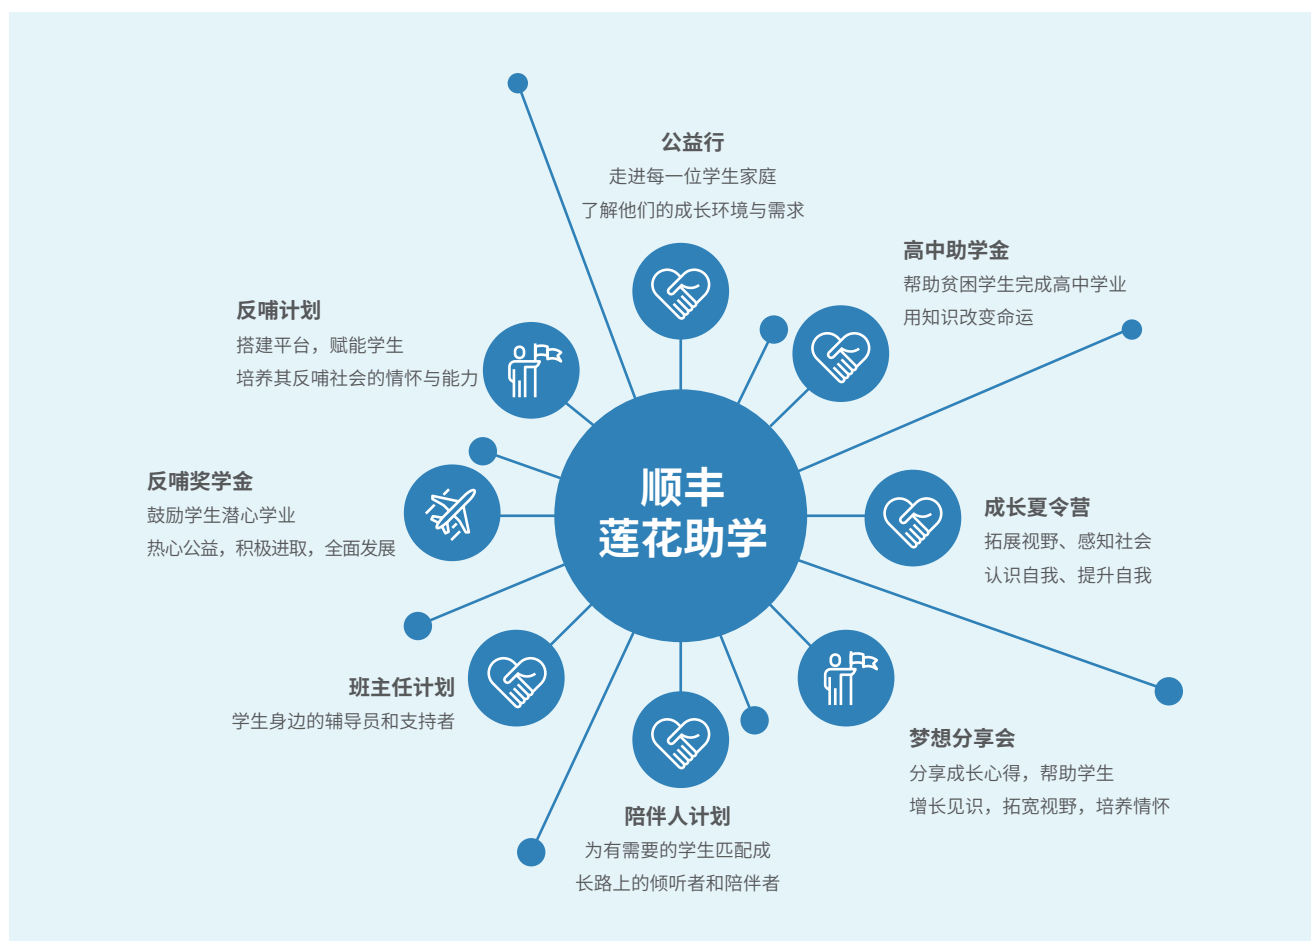 公益行
走进每一位学生家庭
了解他们的成长环境与需求
高中助学金
帮助贫困学生完成高中学业
用知识改变命运
反哺计划
搭建平台，赋能学生
培养其反哺社会的情怀与能力
顺丰
莲花助学
反哺奖学金
鼓励学生潜心学业
热心公益，积极进取，全面发展
成长夏令营
拓展视野、感知社会
认识自我、提升自我
班主任计划
学生身边的辅导员和支持者
梦想分享会
分享成长心得，帮助学生
增长见识，拓宽视野，培养情怀
陪伴人计划
为有需要的学生匹配成
长路上的倾听者和陪伴者